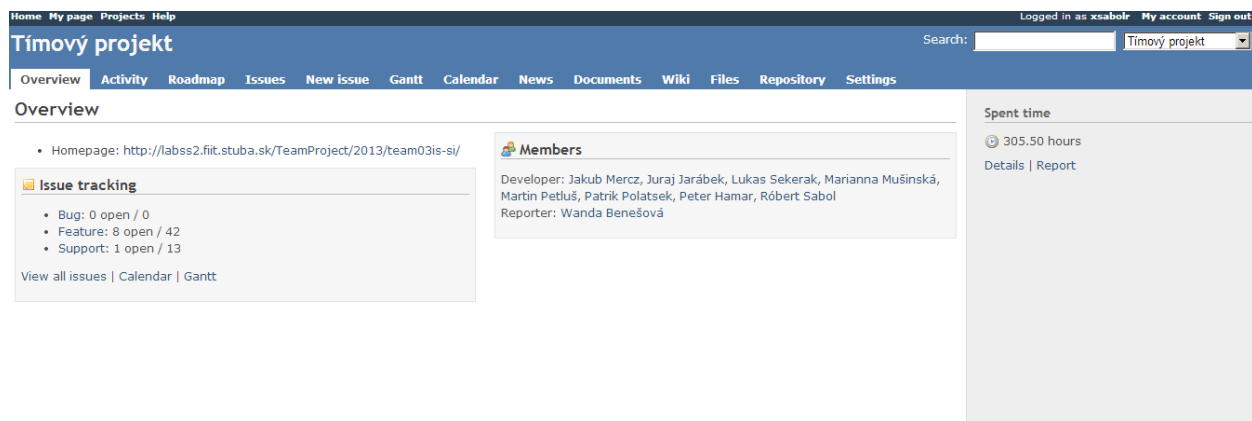 Home My page Projects Help
Logged in as xsabolr My account Sign out
Tímový projekt
Search:
Tímový projekt
Overview Activity Roadmap Issues New issue Gantt Calendar News Documents Wiki Files Repository Settings
Overview
Homepage: http://labss2.fiit.stuba.sk/TeamProject/2013/team03is-si/
Issue tracking
Bug: 0 open / 0
Feature: 8 open / 42
Support: 1 open / 13
View all issues | Calendar | Gantt
Members
Developer: Jakub Mercz, Juraj Jarábek, Lukas Sekerak, Marianna Mušinská,
Martin Petluš, Patrik Polatsek, Peter Hamar, Róbert Sabol
Reporter: Wanda Benešová
Spent time
305.50 hours
Details | Report